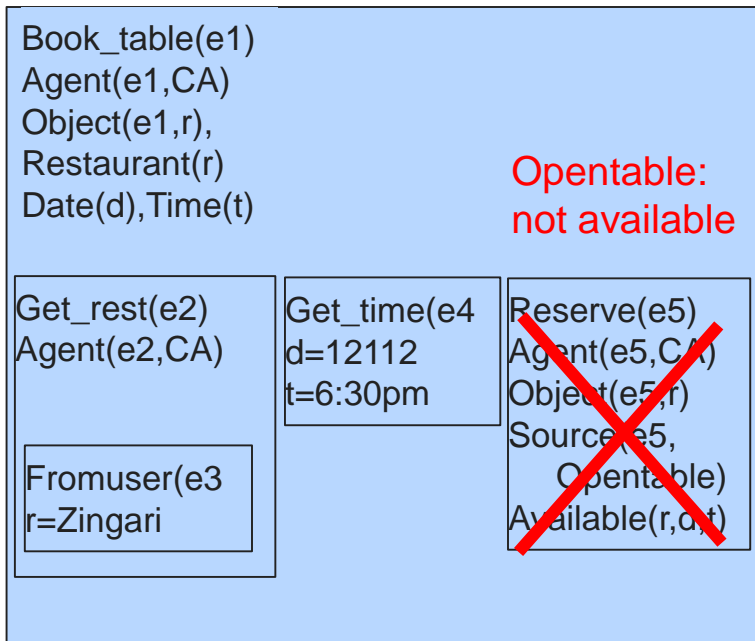 Book_table(e1)
Agent(e1,CA)
Object(e1,r),
Restaurant(r)
Date(d),Time(t)
Opentable:
not available
Get_rest(e2)
Agent(e2,CA)
Fromuser(e3
r=Zingari
Get_time(e4
d=12112
t=6:30pm
Reserve(e5)
Agent(e5,CA)
Object(e5,r)
Source(e5,
Opentable)
Available(r,d,t)